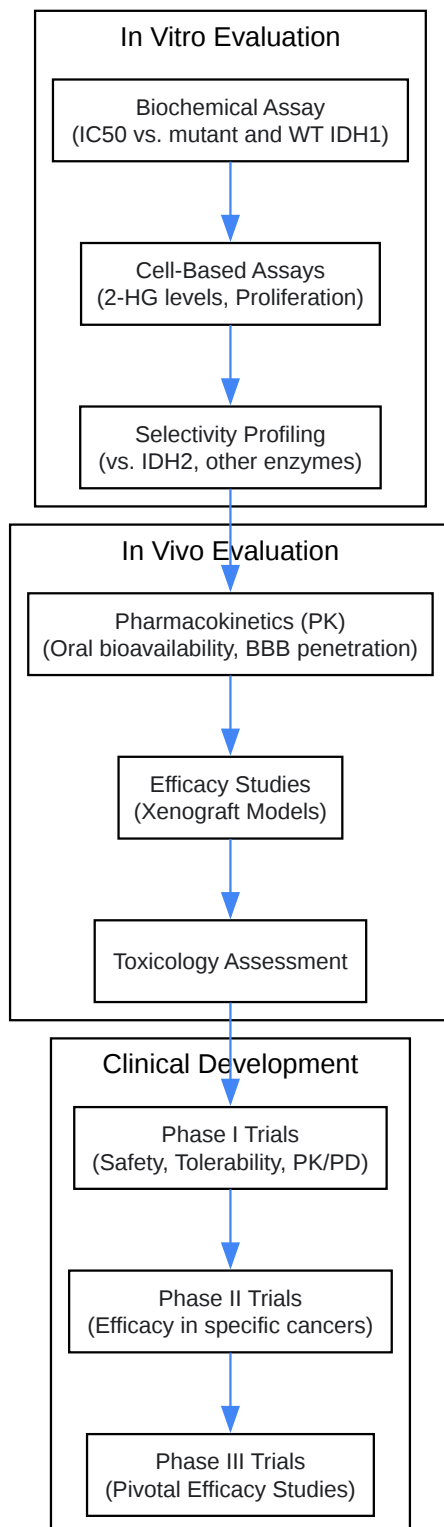 In Vitro Evaluation
Biochemical Assay
(IC50 vs. mutant and WT IDH1)
Cell-Based Assays
(2-HG levels, Proliferation)
Selectivity Profiling
(vs. IDH2, other enzymes)
In Vivo Evaluation
Pharmacokinetics (PK)
(Oral bioavailability, BBB penetration)
Efficacy Studies
(Xenograft Models)
Toxicology Assessment
Clinical Development
Phase I Trials
(Safety, Tolerability, PK/PD)
Phase II Trials
(Efficacy in specific cancers)
Phase III Trials
(Pivotal Efficacy Studies)